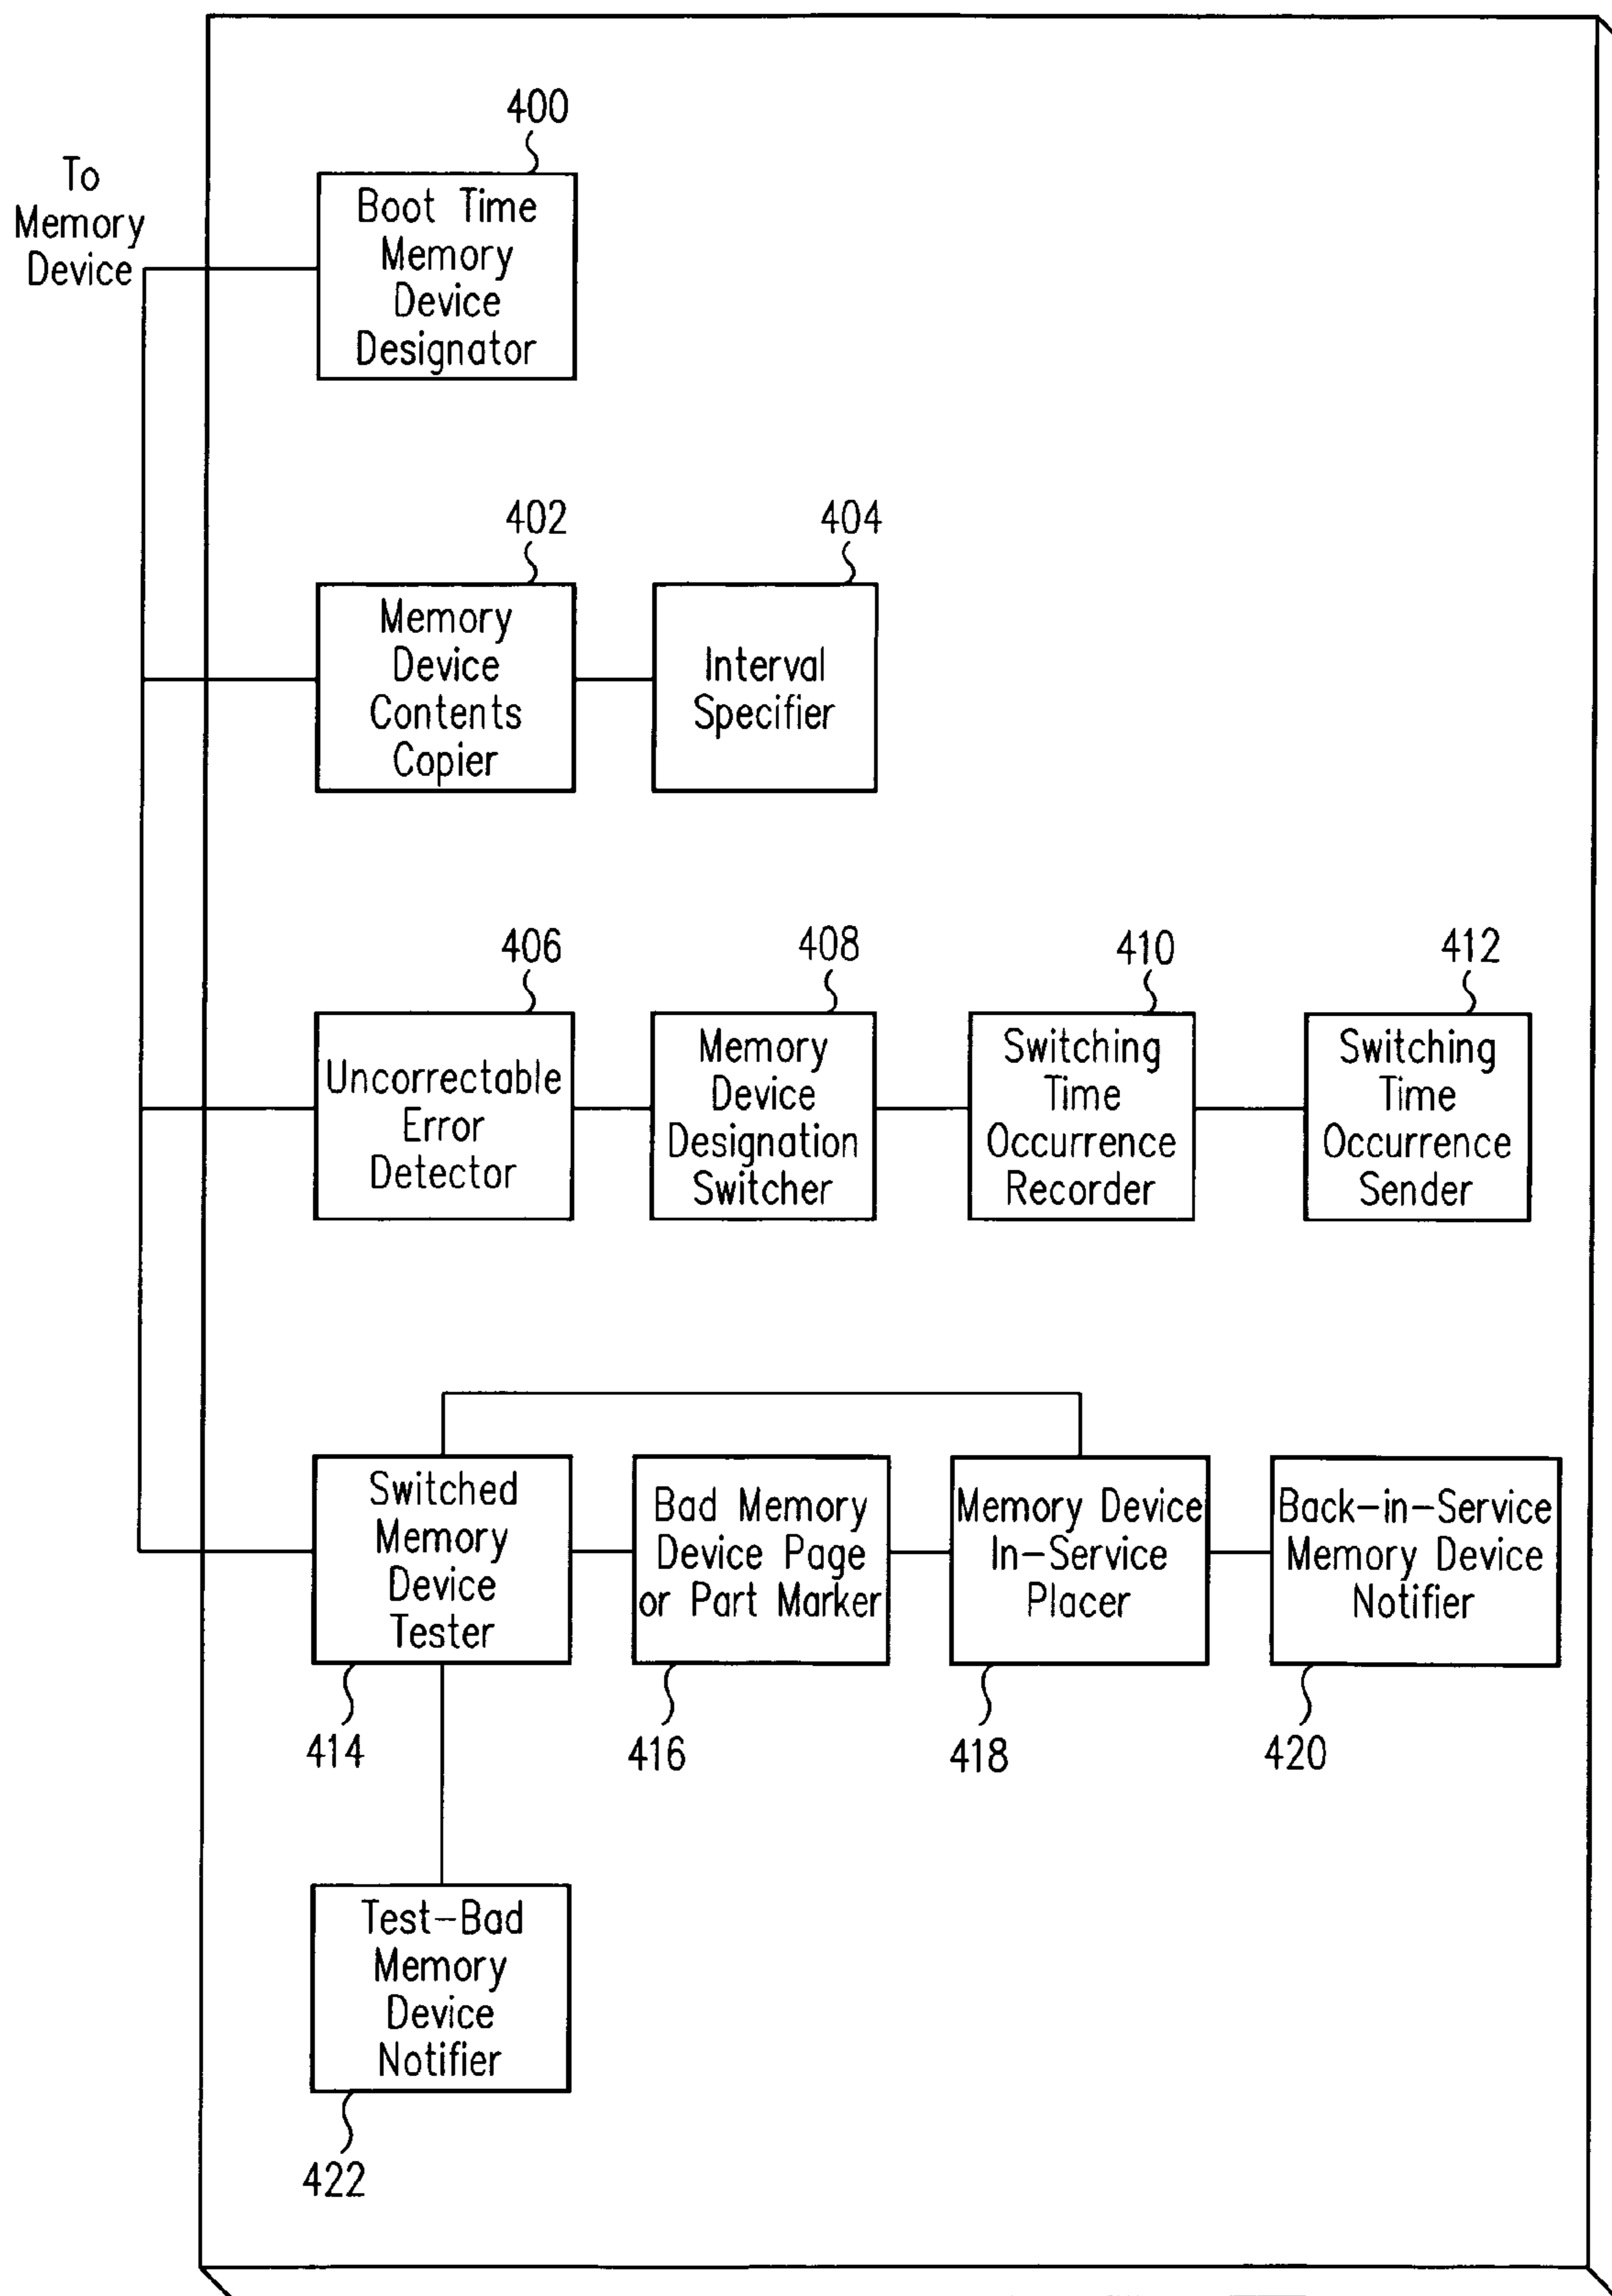 400
To
Memory
Device
Boot Time
Memory
Device
Designator
402
404
Memory
Device
Contents
Copier
Interval
Specifier
406
408
410
412
Uncorrectable
Error
Detector
Memory
Device
Designation
Switcher
Switching
Time
Occurrence
Recorder
Switching
Time
Occurrence
Sender
Switched
Memory
Device
Tester
Bad Memory
Device Page
or Part Marker
Memory Device
In-Service
Placer
Back-in-Service
Memory Device
Notifier
414
416
418
420
Test-Bad
Memory
Device
Notifier
422